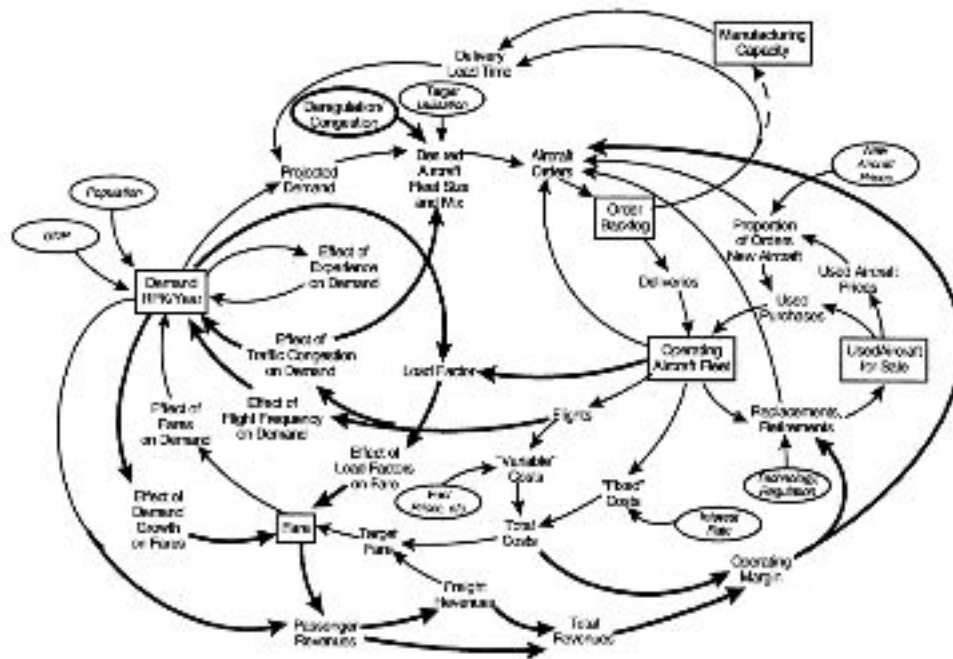 Manufacturing
Capacity
Delivery
Lead Time
Target
Deregulation/
Congestion
Projected
Demand
Desired
Aircraft
Fleet Size
and Mix
Aircraft
Orders
New
Aircraft
Prices
Population
GDP
Order
Backlog
Proportion
of Orders
New Aircraft
Effect of
Experience
on Demand
Demand
RPK/Year
Deliveries
Used Aircraft
Prices
Used
Purchases
Effect of
Traffic Congestion
on Demand
Load Factor
Operating
Aircraft Fleet
Used Aircraft
for Sale
Effect of
Fares
on Demand
Effect of
Flight Frequency
on Demand
Flights
Replacements,
Retirements
Effect of
Load Factors
on Fare
"Variable"
Costs
"Fixed"
Costs
Technology,
Regulation
Effect of
Demand
Growth
on Fares
Fare
Target
Fare
Total
Costs
Interest
Rate
Operating
Margin
Freight
Revenues
Passenger
Revenues
Total
Revenues